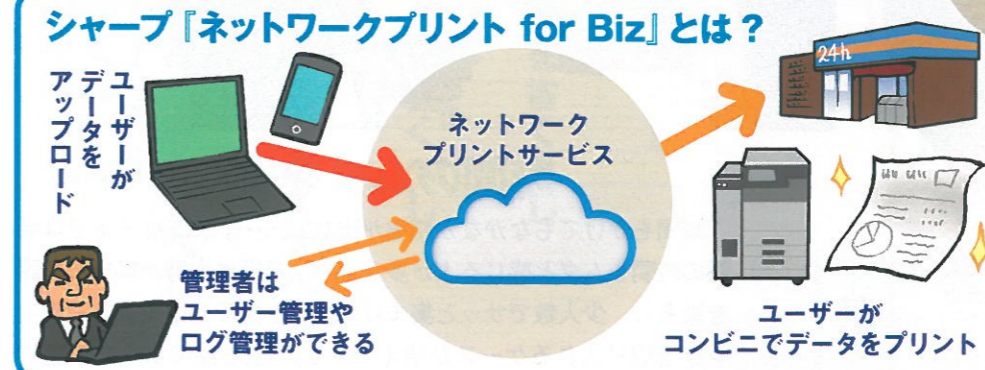 シャープ『ネットワークプリント for Biz』とは?
ユーザーが
データを
アップロード
ネットワーク
プリントサービス
24h
管理者は
ユーザー管理や
ログ管理ができる
ユーザーが
コンビニでデータをプリント